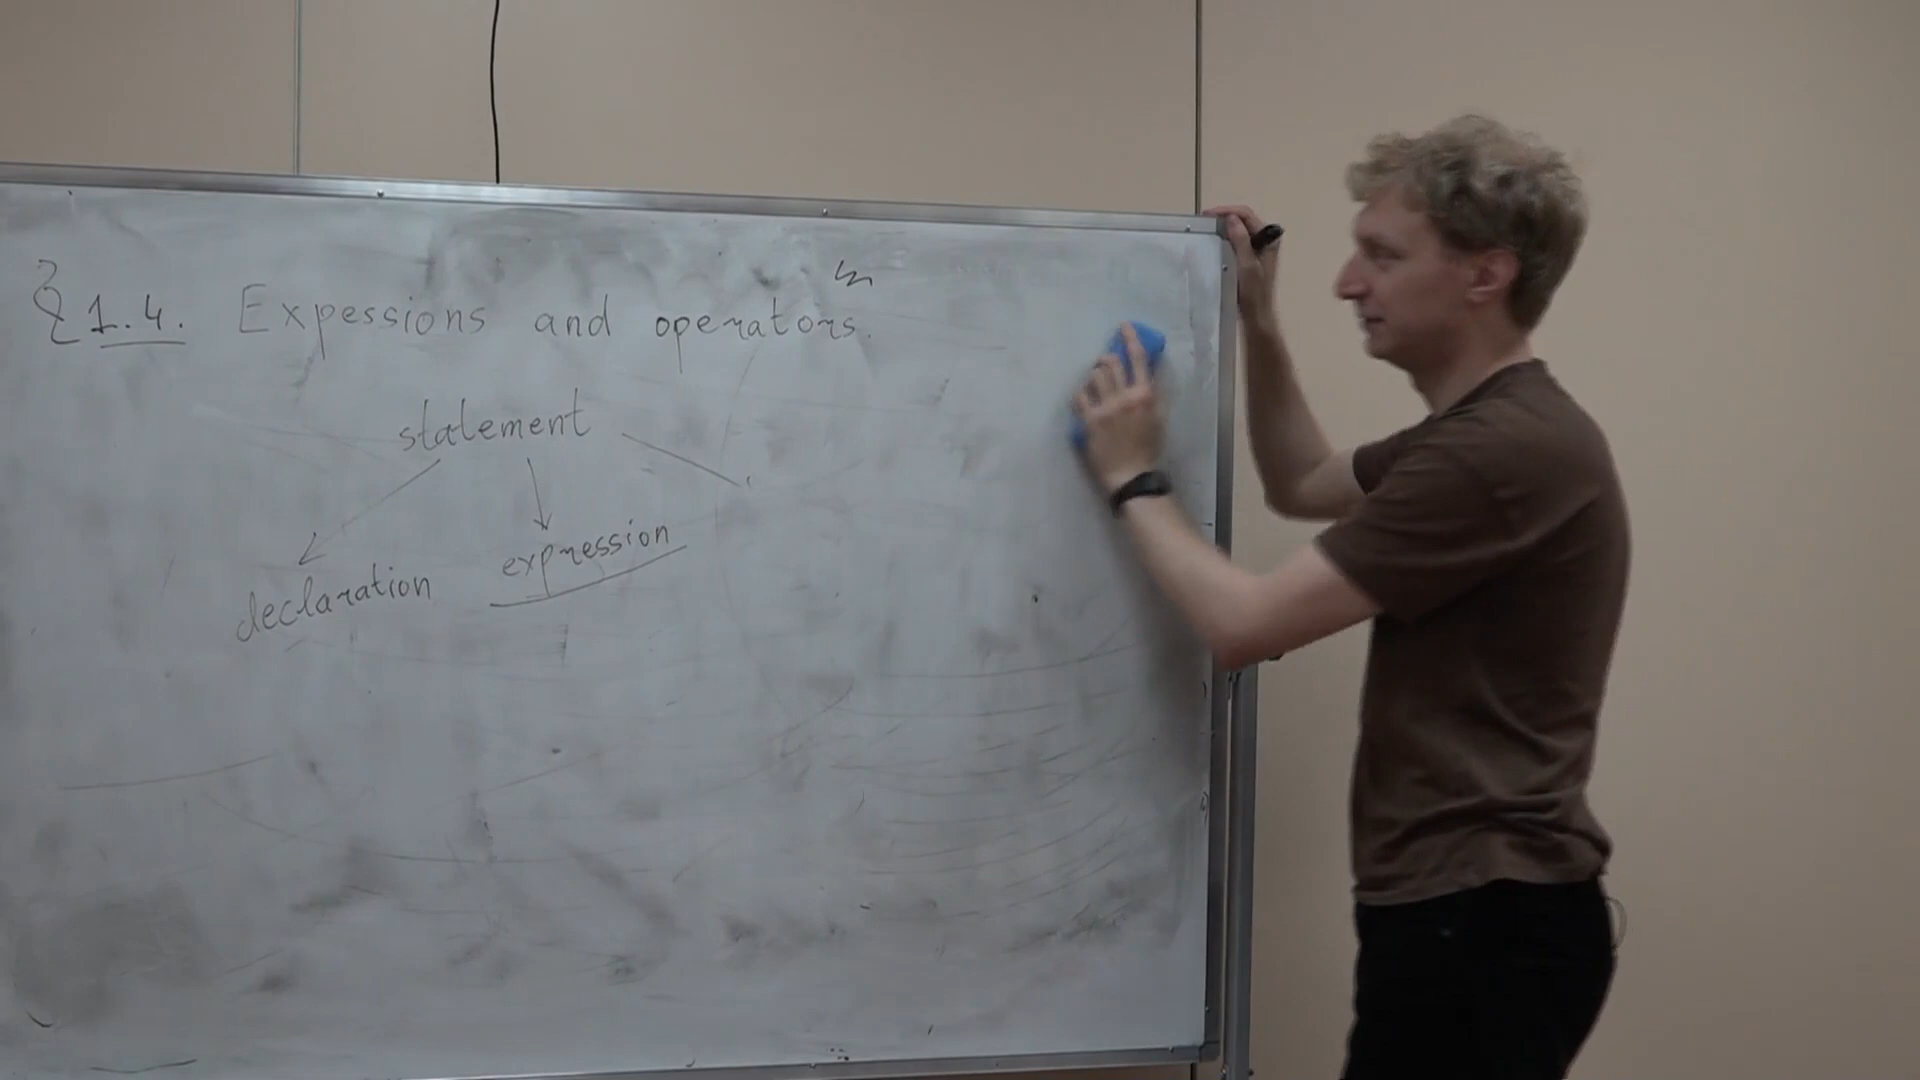 § 1.4. Expessions and operators.
statement
declaration expression